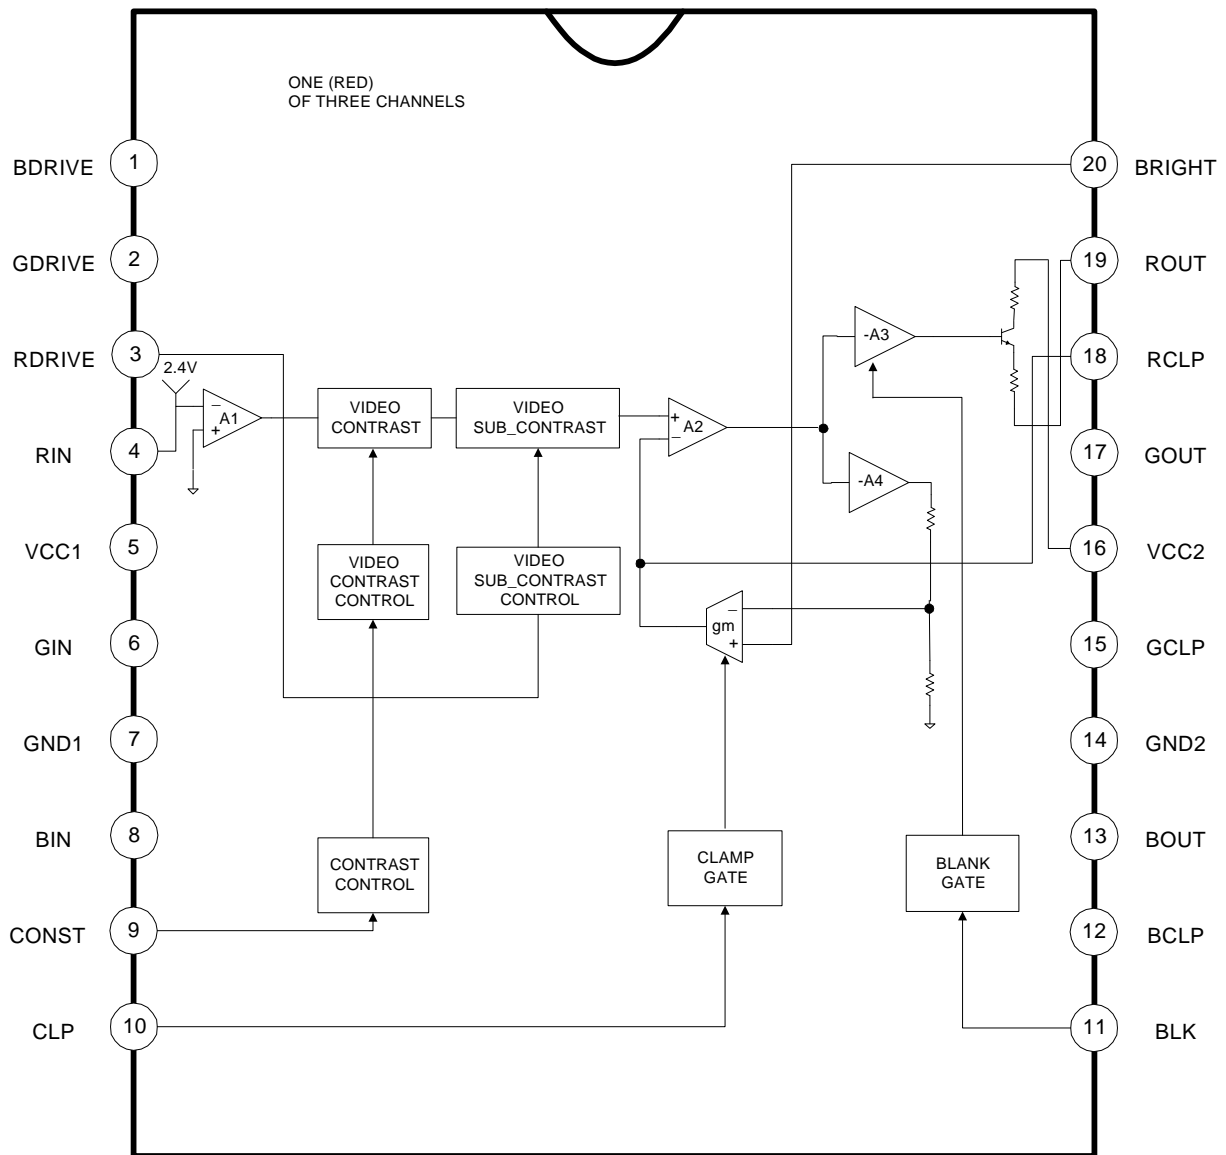 ONE (RED)
OF THREE CHANNELS
BDRIVE
1
GDRIVE
2
RDRIVE
3
RIN
4
VCC1
5
GIN
6
GND1
7
BIN
8
CONST
9
CLP
10
20
BRIGHT
19
ROUT
18
RCLP
17
GOUT
16
VCC2
15
GCLP
14
GND2
13
BOUT
12
BCLP
11
BLK
2.4V
−
A1
+
VIDEO
CONTRAST
VIDEO
SUB_CONTRAST
+
A2
−
-A3
-A4
VIDEO
CONTRAST
CONTROL
VIDEO
SUB_CONTRAST
CONTROL
−
gm
+
CONTRAST
CONTROL
CLAMP
GATE
BLANK
GATE